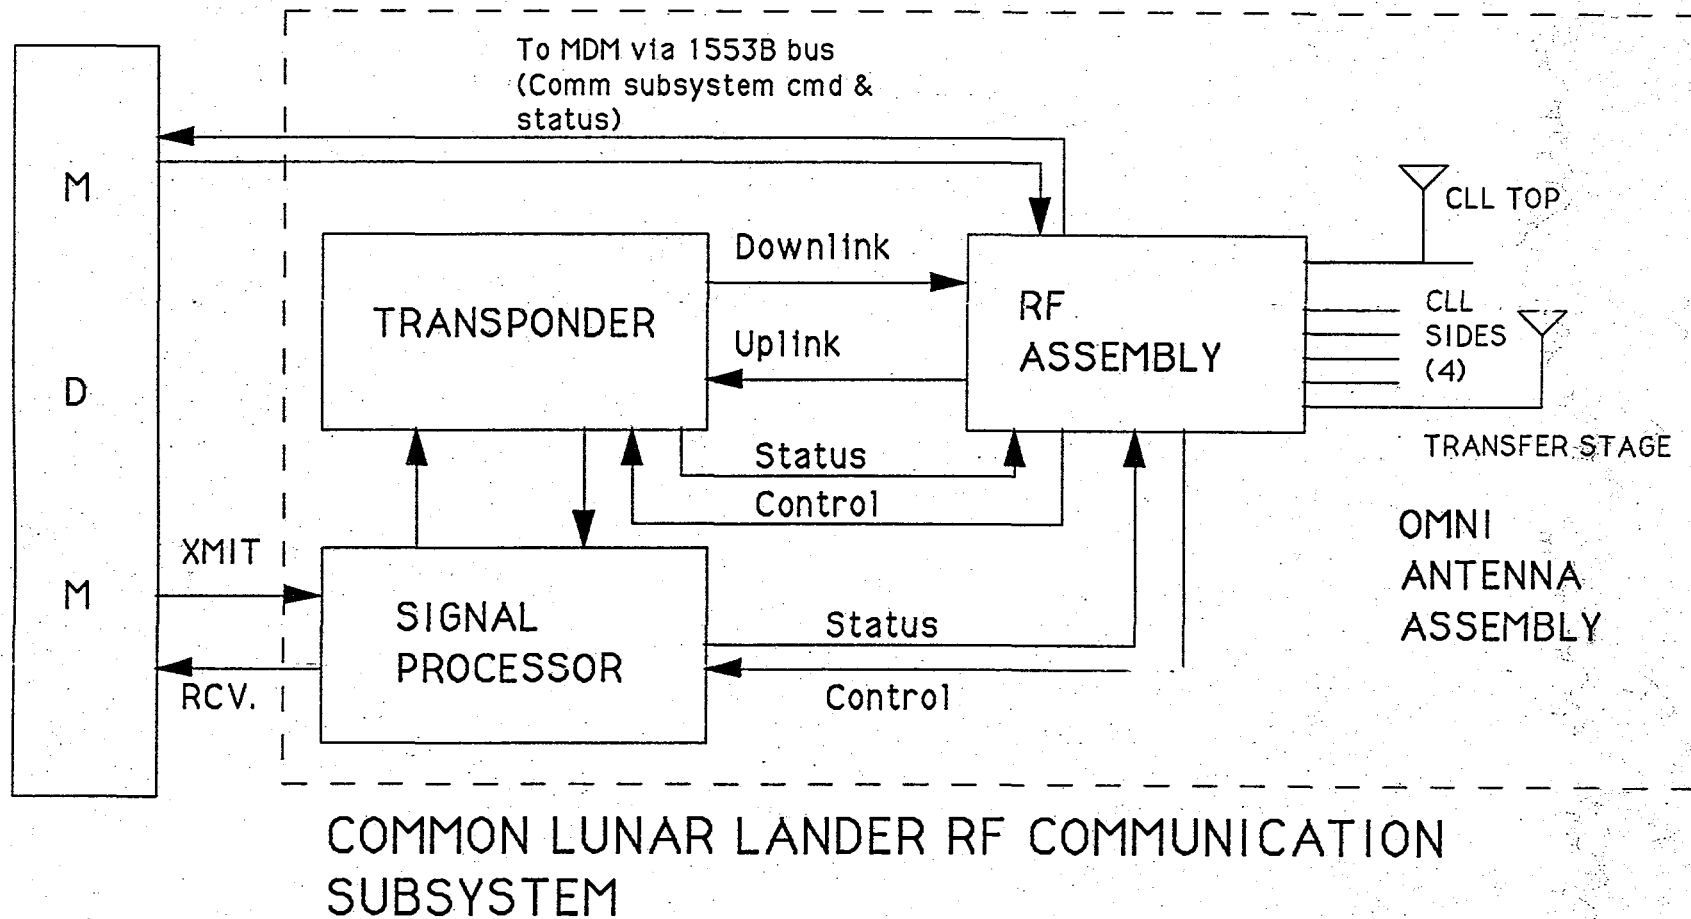 To MDM via 1553B bus
(Comm subsystem cmd &
status)
M
D
M
CLL TOP
Downlink
TRANSPONDER
RF
ASSEMBLY
CLL
SIDES
(4)
Uplink
TRANSFER STAGE
Status
Control
OMNI
ANTENNA
ASSEMBLY
XMIT
SIGNAL
PROCESSOR
Status
Control
RCV.
COMMON LUNAR LANDER RF COMMUNICATION
SUBSYSTEM